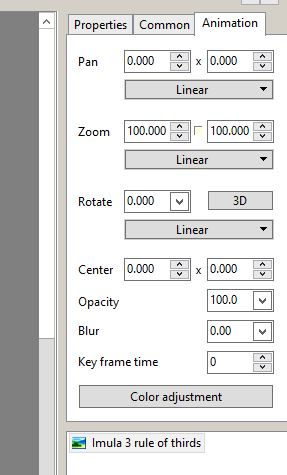 Properties Common Animation
Pan 0.000 x 0.000
Linear
Zoom 100.000 100.000
Linear
Rotate 0.000 3D
Linear
Center 0.000 x 0.000
Opacity 100.0
Blur 0.00
Key frame time 0
Color adjustment
Imula 3 rule of thirds